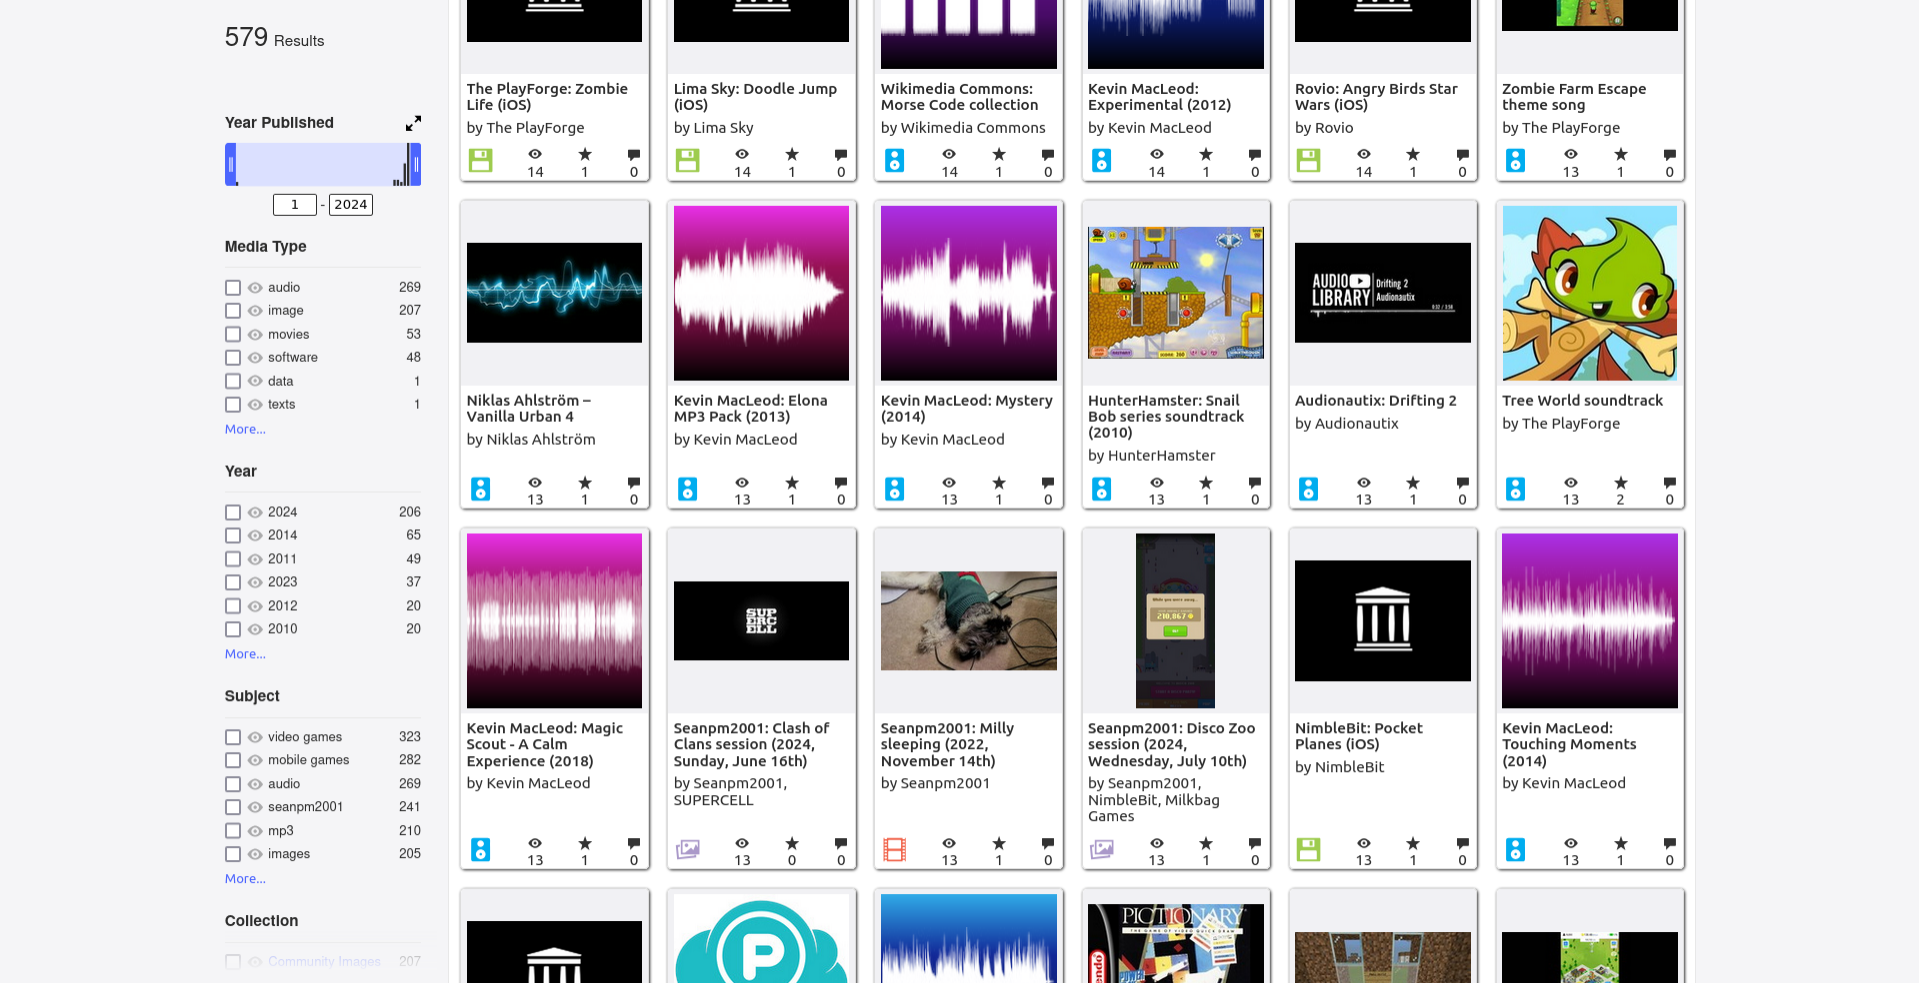 579 Results
Year Published
1 - 2024
Media Type
audio 269
image 207
movies 53
software 48
data 1
texts 1
More...
Year
2024 206
2014 65
2011 49
2023 37
2012 20
2010 20
More...
Subject
video games 323
mobile games 282
audio 269
seanpm2001 241
mp3 210
images 205
More...
Collection
Community Images 207
The PlayForge: Zombie
Life (iOS)
by The PlayForge
14 1 0
Lima Sky: Doodle Jump
(iOS)
by Lima Sky
14 1 0
Wikimedia Commons:
Morse Code collection
by Wikimedia Commons
14 1 0
Kevin MacLeod:
Experimental (2012)
by Kevin MacLeod
14 1 0
Rovio: Angry Birds Star
Wars (iOS)
by Rovio
14 1 0
Zombie Farm Escape
theme song
by The PlayForge
13 1 0
Niklas Ahlström –
Vanilla Urban 4
by Niklas Ahlström
13 1 0
Kevin MacLeod: Elona
MP3 Pack (2013)
by Kevin MacLeod
13 1 0
Kevin MacLeod: Mystery
(2014)
by Kevin MacLeod
13 1 0
HunterHamster: Snail
Bob series soundtrack
(2010)
by HunterHamster
13 1 0
AUDIO
LIBRARY
Drifting 2
Audionautix
Audionautix: Drifting 2
by Audionautix
13 1 0
Tree World soundtrack
by The PlayForge
13 2 0
Kevin MacLeod: Magic
Scout - A Calm
Experience (2018)
by Kevin MacLeod
13 1 0
SUP
ERC
ELL
Seanpm2001: Clash of
Clans session (2024,
Sunday, June 16th)
by Seanpm2001,
SUPERCELL
13 0 0
Seanpm2001: Milly
sleeping (2022,
November 14th)
by Seanpm2001
13 1 0
While you were away...
210,867
Seanpm2001: Disco Zoo
session (2024,
Wednesday, July 10th)
by Seanpm2001,
NimbleBit, Milkbag
Games
13 1 0
NimbleBit: Pocket
Planes (iOS)
by NimbleBit
13 1 0
Kevin MacLeod:
Touching Moments
(2014)
by Kevin MacLeod
13 1 0
P
PICTIONARY
THE GAME OF VIDEO QUICK DRAW
POWER